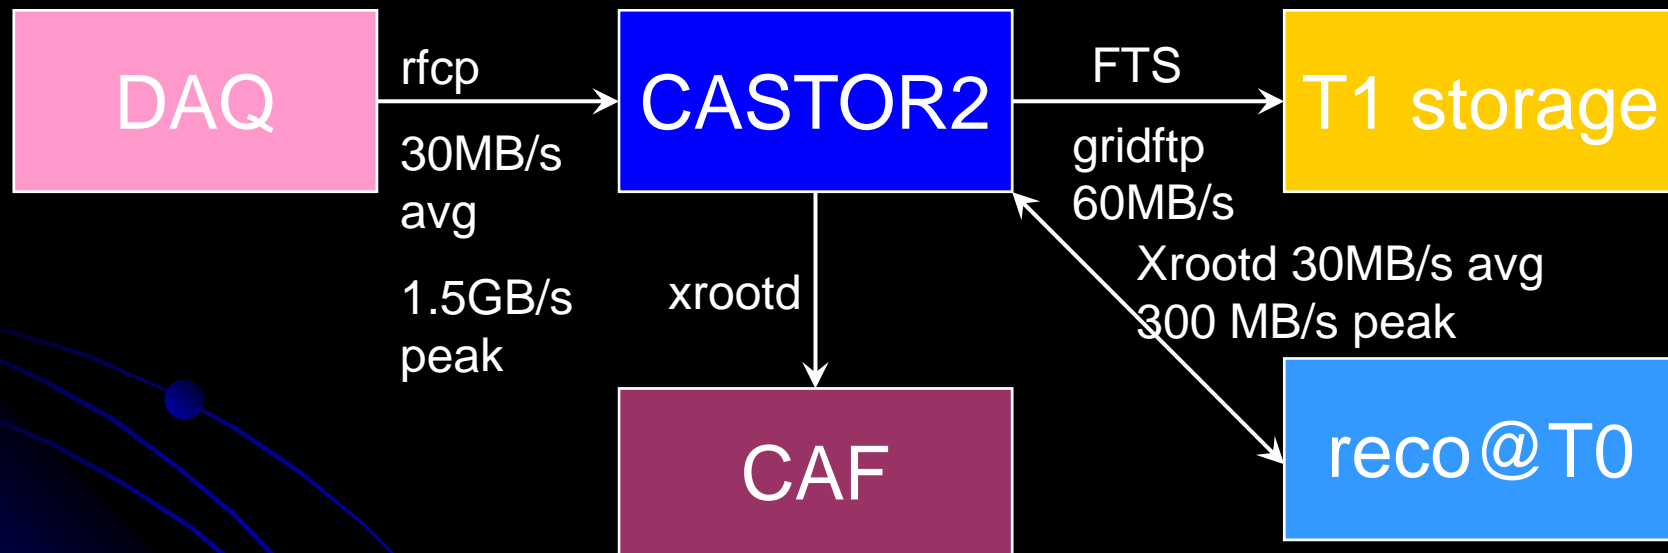 DAQ
rfcp
30MB/s
avg
1.5GB/s
peak
CASTOR2
FTS
gridftp
60MB/s
T1 storage
xrootd
Xrootd 30MB/s avg
300 MB/s peak
CAF
reco@T0